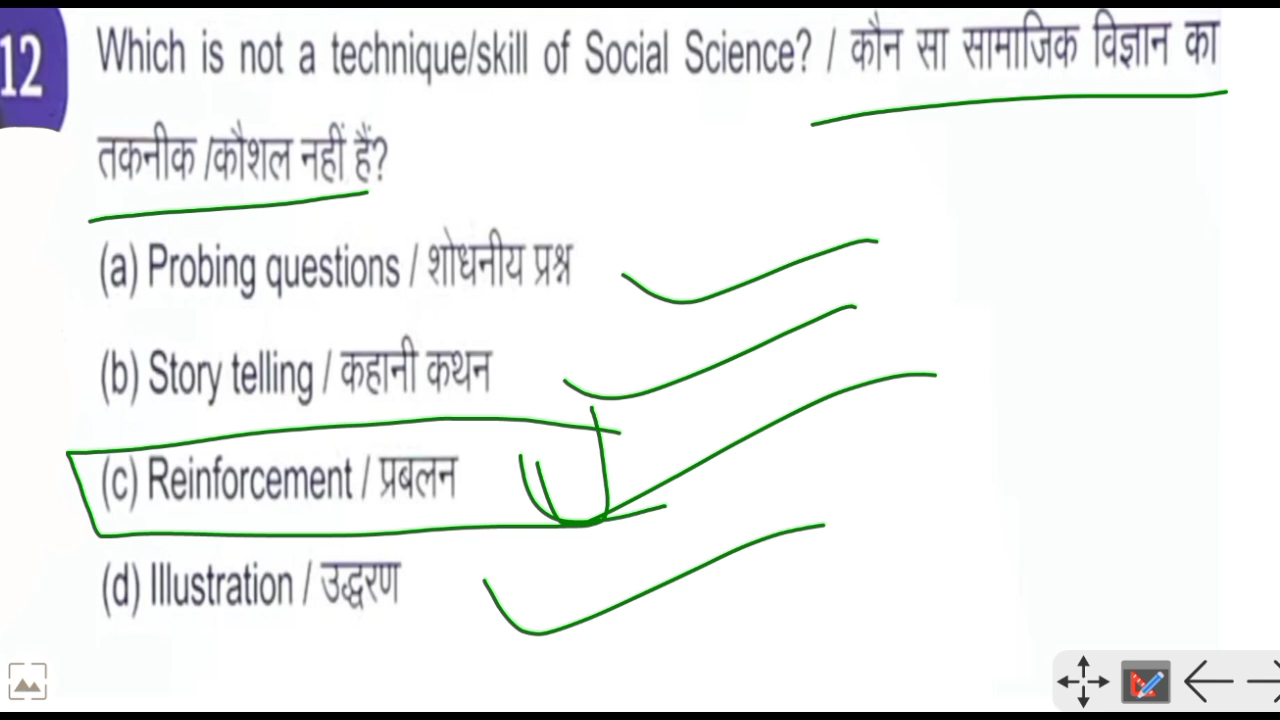 12
Which is not a technique/skill of Social Science? / कौन सा सामाजिक विज्ञान का
तकनीक /कौशल नहीं हैं?
(a) Probing questions / शोधनीय प्रश्न
(b) Story telling / कहानी कथन
(c) Reinforcement / प्रबलन
(d) Illustration / उद्धरण